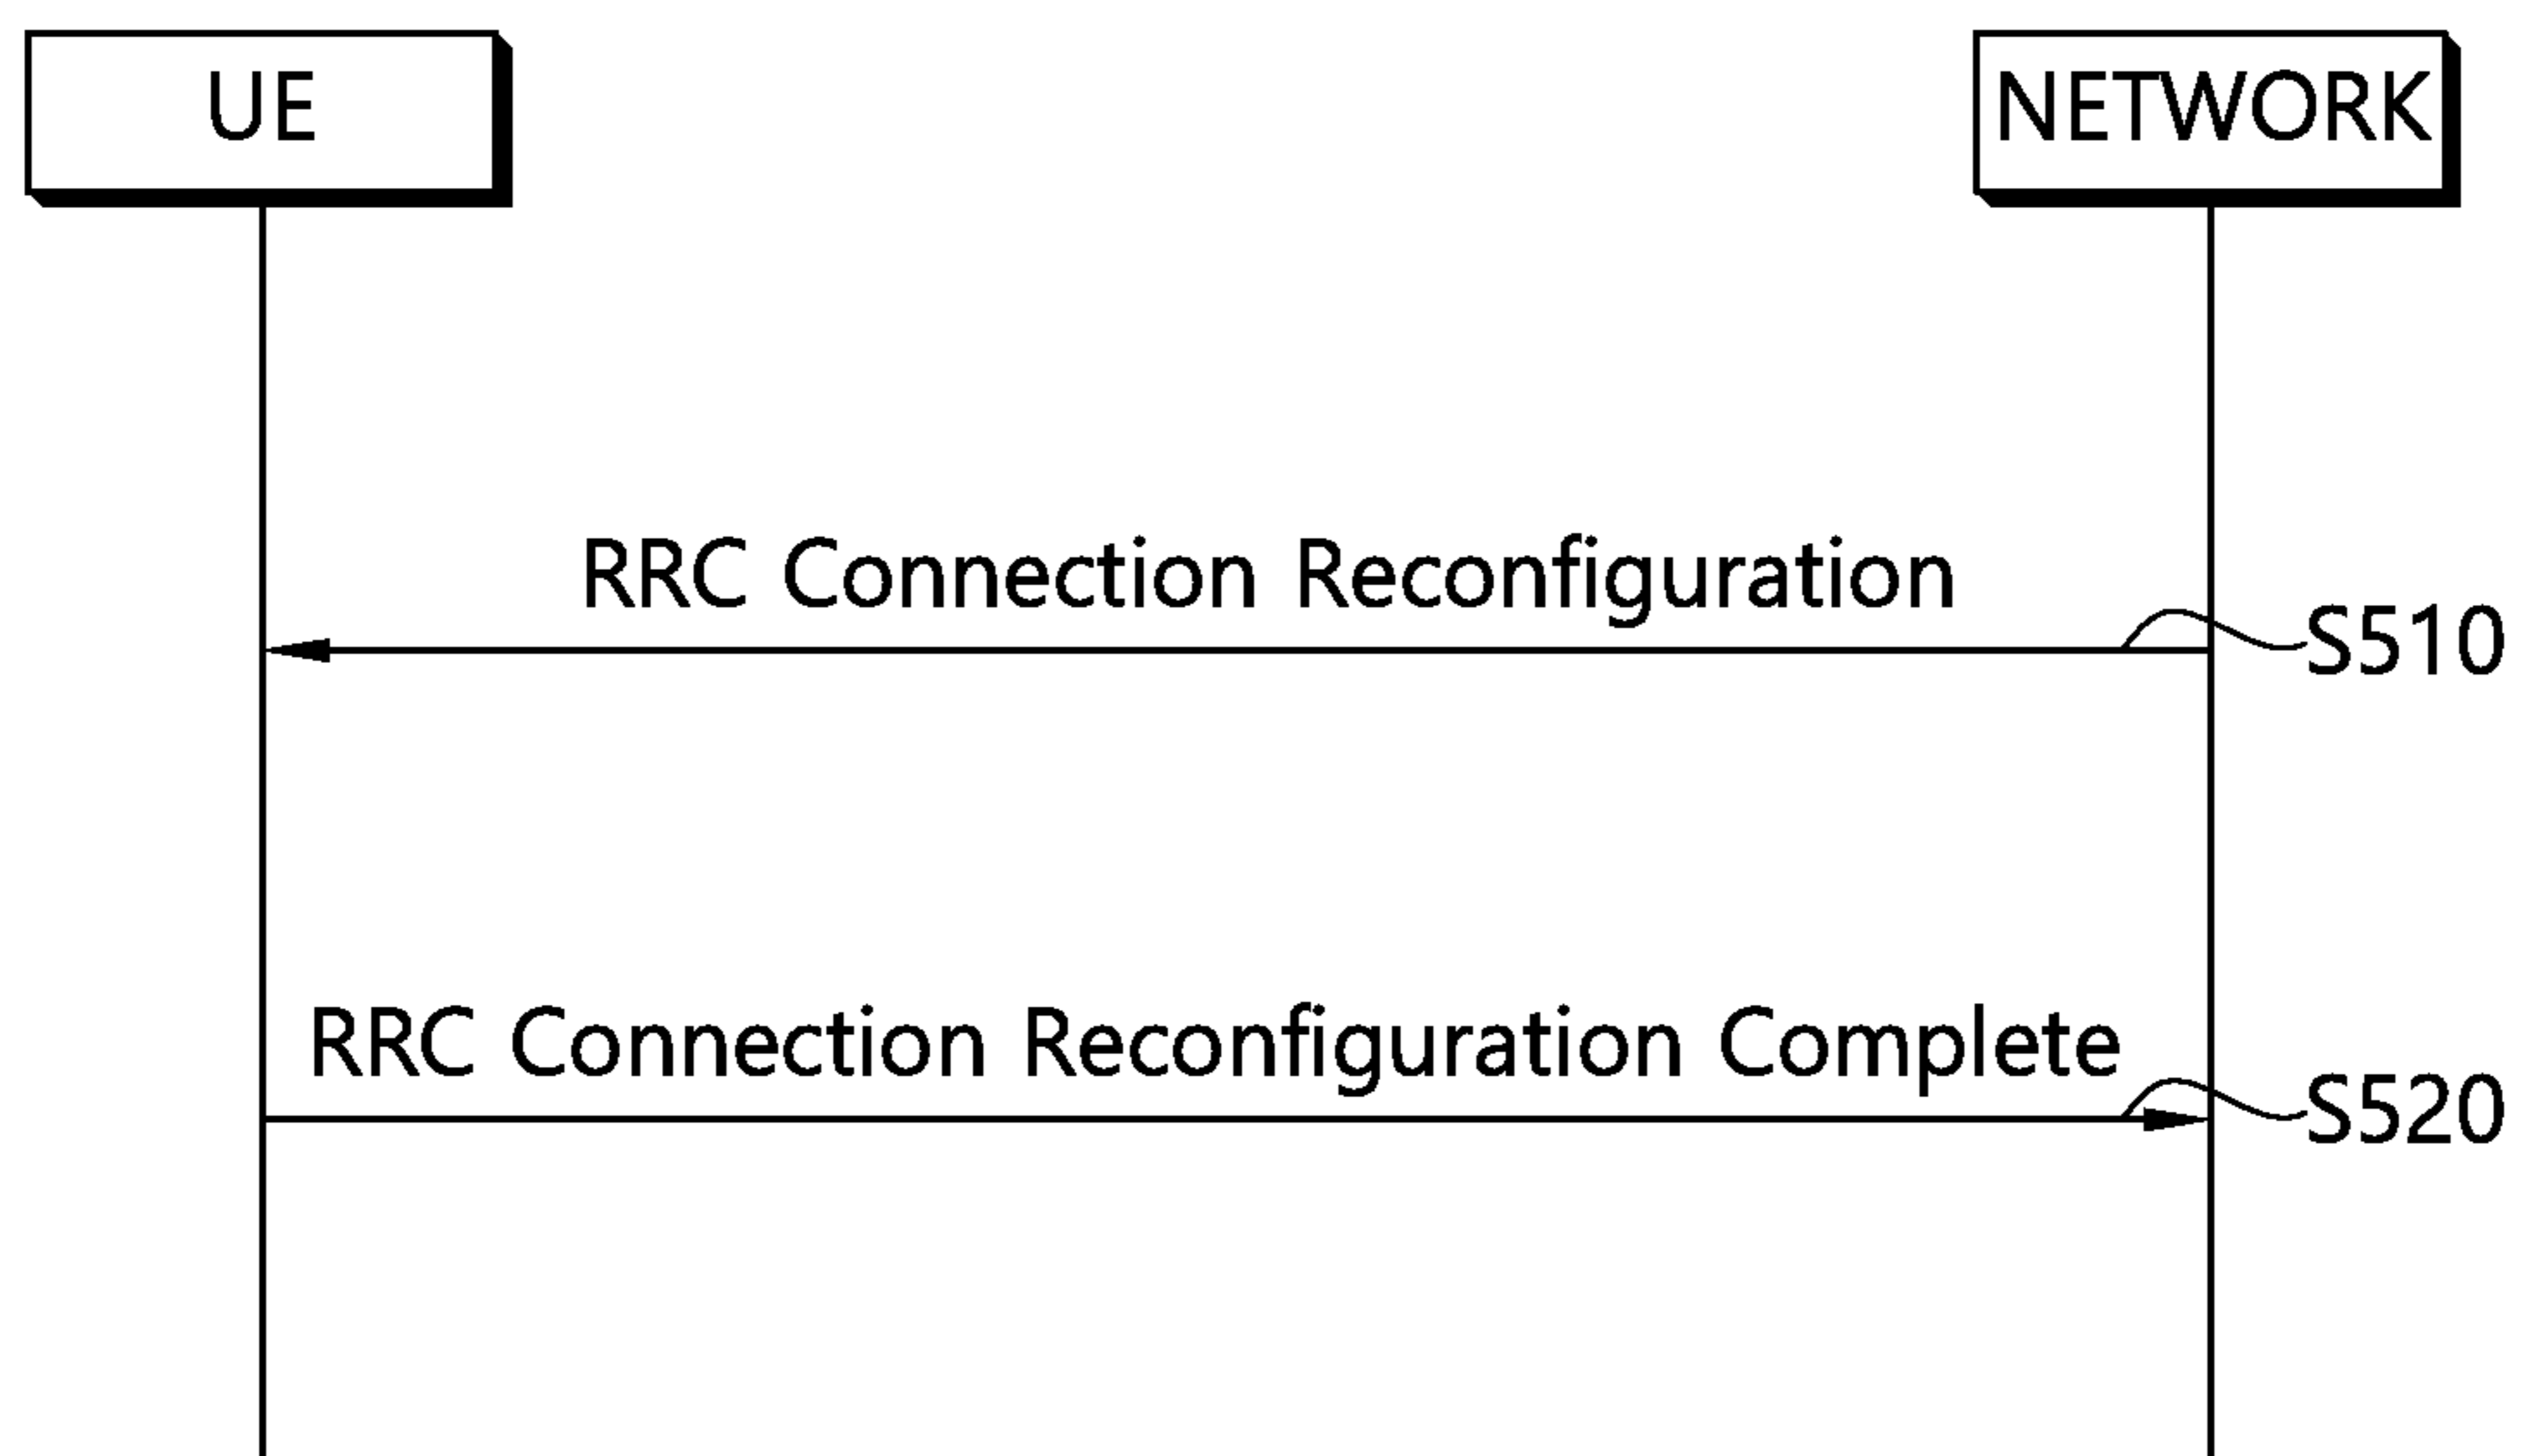 UE
NETWORK
RRC Connection Reconfiguration
S510
RRC Connection Reconfiguration Complete
S520